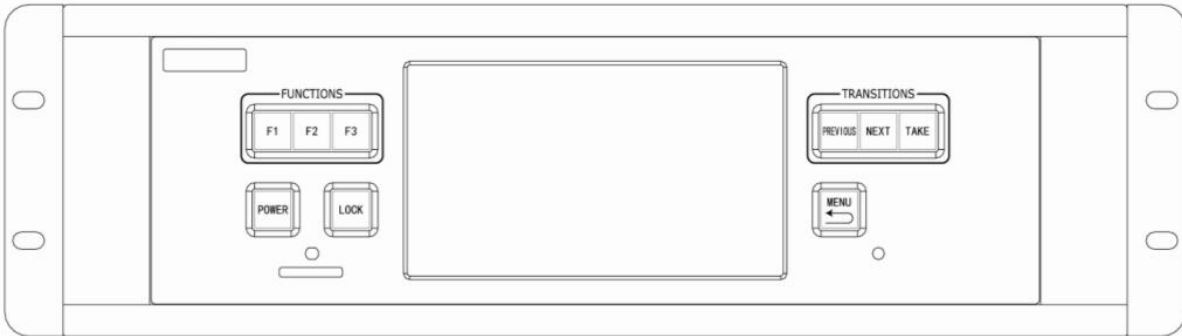 FUNCTIONS
F1 F2 F3
POWER LOCK
TRANSITIONS
PREVIOUS NEXT TAKE
MENU